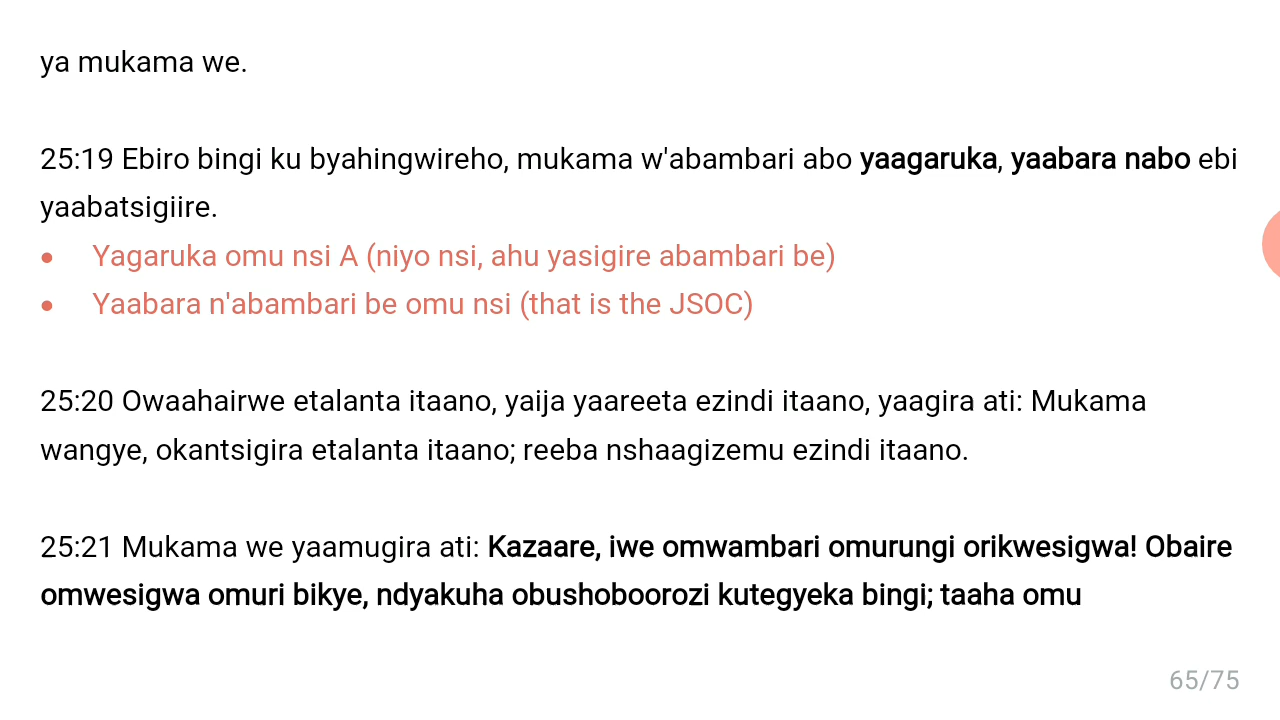 ya mukama we.
25:19 Ebiro bingi ku byahingwireho, mukama w'abambari abo yaagaruka, yaabara nabo ebi
yaabatsigiire.
• Yagaruka omu nsi A (niyo nsi, ahu yasigire abambari be)
• Yaabara n'abambari be omu nsi (that is the JSOC)
25:20 Owaahairwe etalanta itaano, yaija yaareeta ezindi itaano, yaagira ati: Mukama
wangye, okantsigira etalanta itaano; reeba nshaagizemu ezindi itaano.
25:21 Mukama we yaamugira ati: Kazaare, iwe omwambari omurungi orikwesigwa! Obaire
omwesigwa omuri bikye, ndyakuha obushoboorozi kutegyeka bingi; taaha omu
65/75